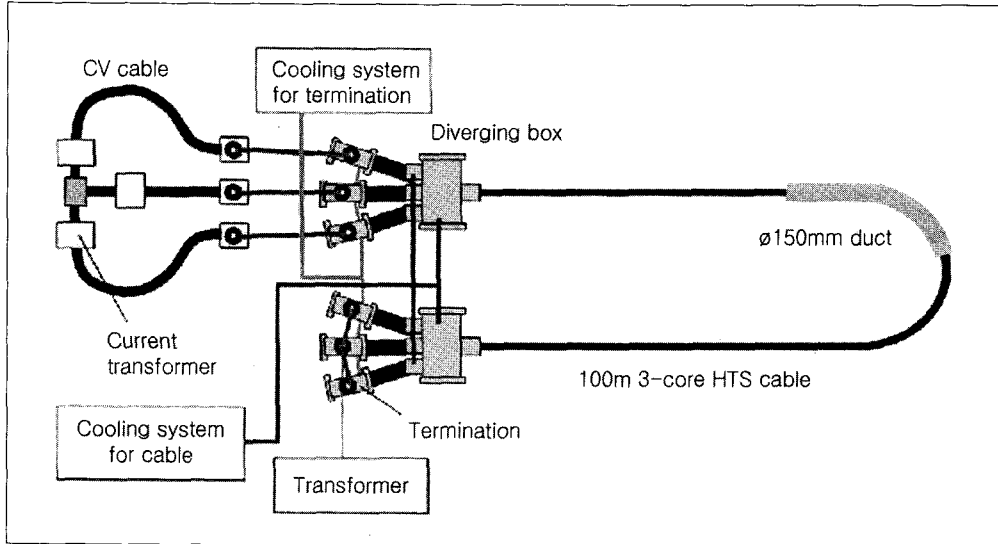 CV cable
Cooling system
for termination
Diverging box
ø150mm duct
Current
transformer
100m 3-core HTS cable
Cooling system
for cable
Termination
Transformer